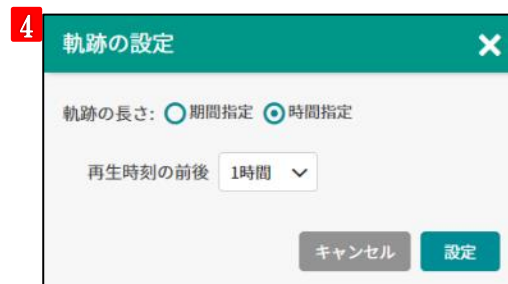 4
軌跡の設定
軌跡の長さ: 期間指定 時間指定
再生時刻の前後 1時間
キャンセル 設定